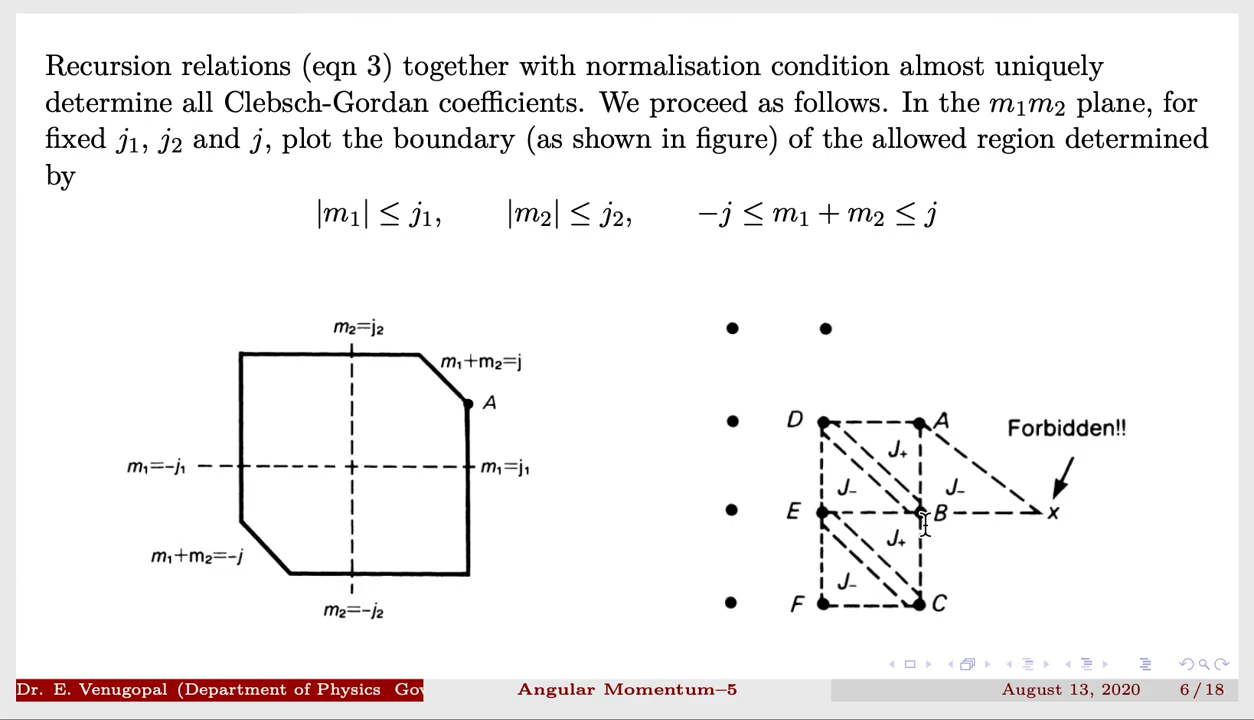 Recursion relations (eqn 3) together with normalisation condition almost uniquely
determine all Clebsch-Gordan coefficients. We proceed as follows. In the m₁m₂ plane, for
fixed j₁, j₂ and j, plot the boundary (as shown in figure) of the allowed region determined
by
|m₁| ≤ j₁, |m₂| ≤ j₂, −j ≤ m₁ + m₂ ≤ j
m₂=j₂
m₁+m₂=j
A
m₁=−j₁
m₁=j₁
m₁+m₂=−j
m₂=−j₂
D
A
Forbidden!!
J₊
J₋
J₋
E
B
x
J₊
J₋
F
C
Dr. E. Venugopal (Department of Physics Gov
Angular Momentum–5
August 13, 2020
6 / 18